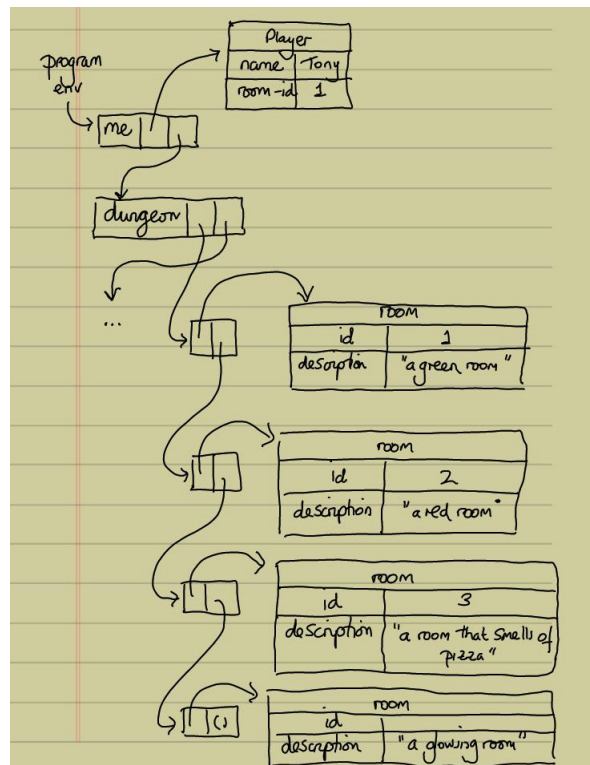 Player
program env
name Tony
room-id 1
me
dungeon
...
room
id 1
description "a green room"
room
id 2
description "a red room"
room
id 3
description "a room that smells of
pizza"
()
room
id
description "a glowing room"